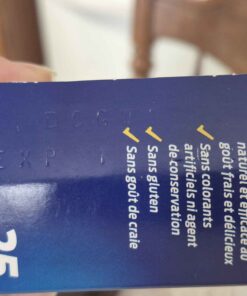 naturel et efficace au
goût frais et délicieux
✓ Sans colorants
artificiels ni agent
de conservation
✓ Sans gluten
✓ Sans goût de craie
EXP